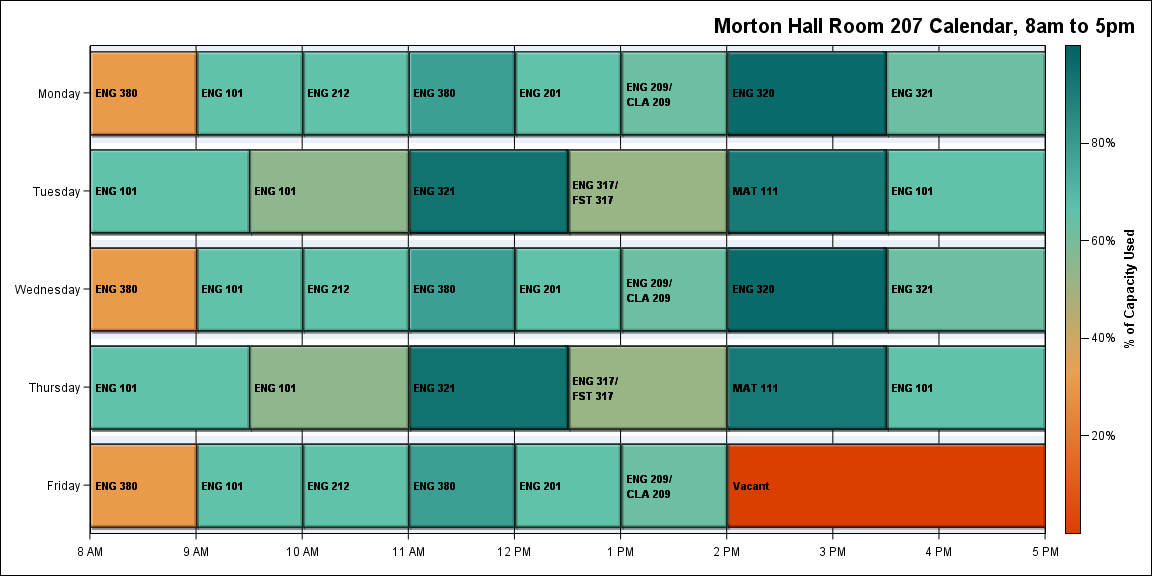 Morton Hall Room 207 Calendar, 8am to 5pm
Monday
ENG 380
ENG 101
ENG 212
ENG 380
ENG 201
ENG 209/
CLA 209
ENG 320
ENG 321
Tuesday
ENG 101
ENG 101
ENG 321
ENG 317/
FST 317
MAT 111
ENG 101
Wednesday
ENG 380
ENG 101
ENG 212
ENG 380
ENG 201
ENG 209/
CLA 209
ENG 320
ENG 321
Thursday
ENG 101
ENG 101
ENG 321
ENG 317/
FST 317
MAT 111
ENG 101
Friday
ENG 380
ENG 101
ENG 212
ENG 380
ENG 201
ENG 209/
CLA 209
Vacant
8 AM
9 AM
10 AM
11 AM
12 PM
1 PM
2 PM
3 PM
4 PM
5 PM
80%
60%
40%
20%
% of Capacity Used